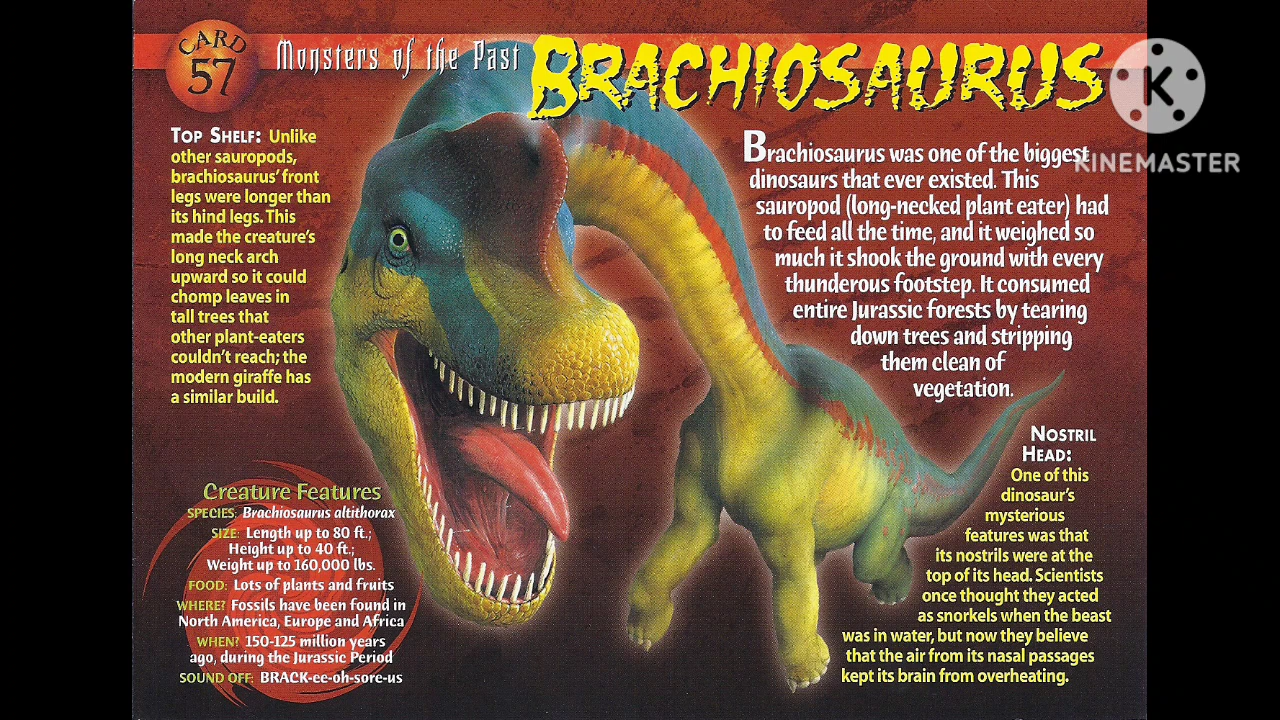 CARD
57
Monsters of the Past
BRACHIOSAURUS
KINEMASTER
TOP SHELF: Unlike
other sauropods,
brachiosaurus' front
legs were longer than
its hind legs. This
made the creature's
long neck arch
upward so it could
chomp leaves in
tall trees that
other plant-eaters
couldn't reach; the
modern giraffe has
a similar build.
Brachiosaurus was one of the biggest
dinosaurs that ever existed. This
sauropod (long-necked plant eater) had
to feed all the time, and it weighed so
much it shook the ground with every
thunderous footstep. It consumed
entire Jurassic forests by tearing
down trees and stripping
them clean of
vegetation.
NOSTRIL
HEAD:
One of this
dinosaur's
mysterious
features was that
its nostrils were at the
top of its head. Scientists
once thought they acted
as snorkels when the beast
was in water, but now they believe
that the air from its nasal passages
kept its brain from overheating.
Creature Features
SPECIES: Brachiosaurus altithorax
SIZE: Length up to 80 ft.;
Height up to 40 ft.;
Weight up to 160,000 lbs.
FOOD: Lots of plants and fruits
WHERE? Fossils have been found in
North America, Europe and Africa
WHEN? 150-125 million years
ago, during the Jurassic Period
SOUND OFF: BRACK-ee-oh-sore-us